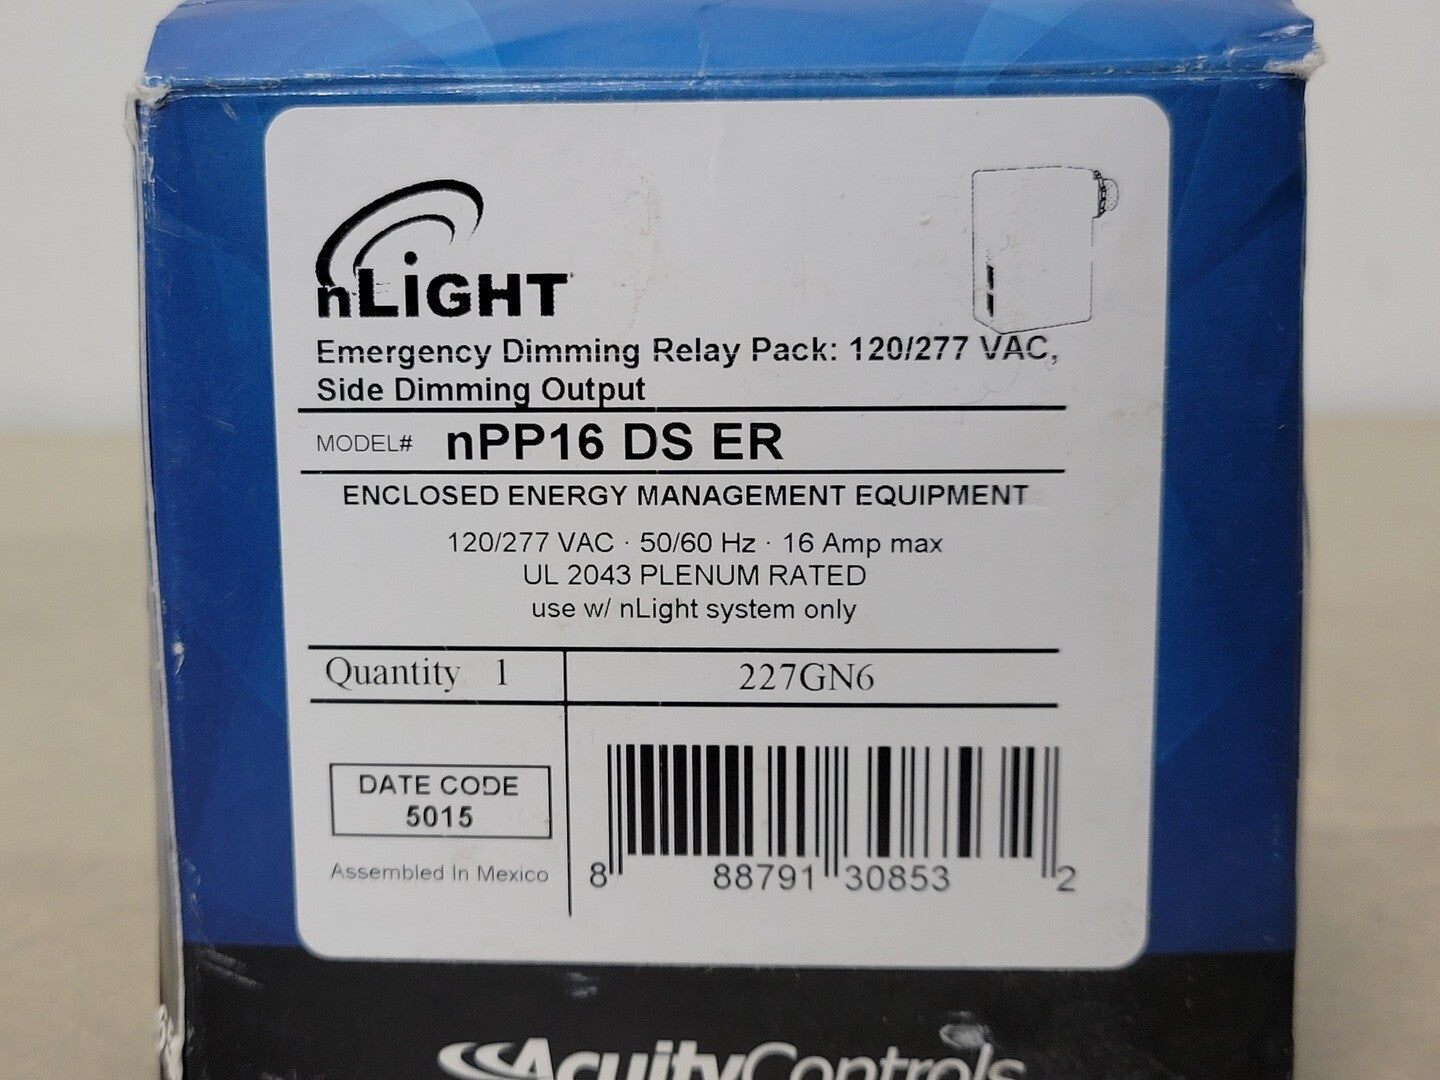 nLiGHT
Emergency Dimming Relay Pack: 120/277 VAC,
Side Dimming Output
MODEL# nPP16 DS ER
ENCLOSED ENERGY MANAGEMENT EQUIPMENT
120/277 VAC · 50/60 Hz · 16 Amp max
UL 2043 PLENUM RATED
use w/ nLight system only
Quantity 1 227GN6
DATE CODE
5015
Assembled In Mexico
8 88791 30853 2
AcuityControls